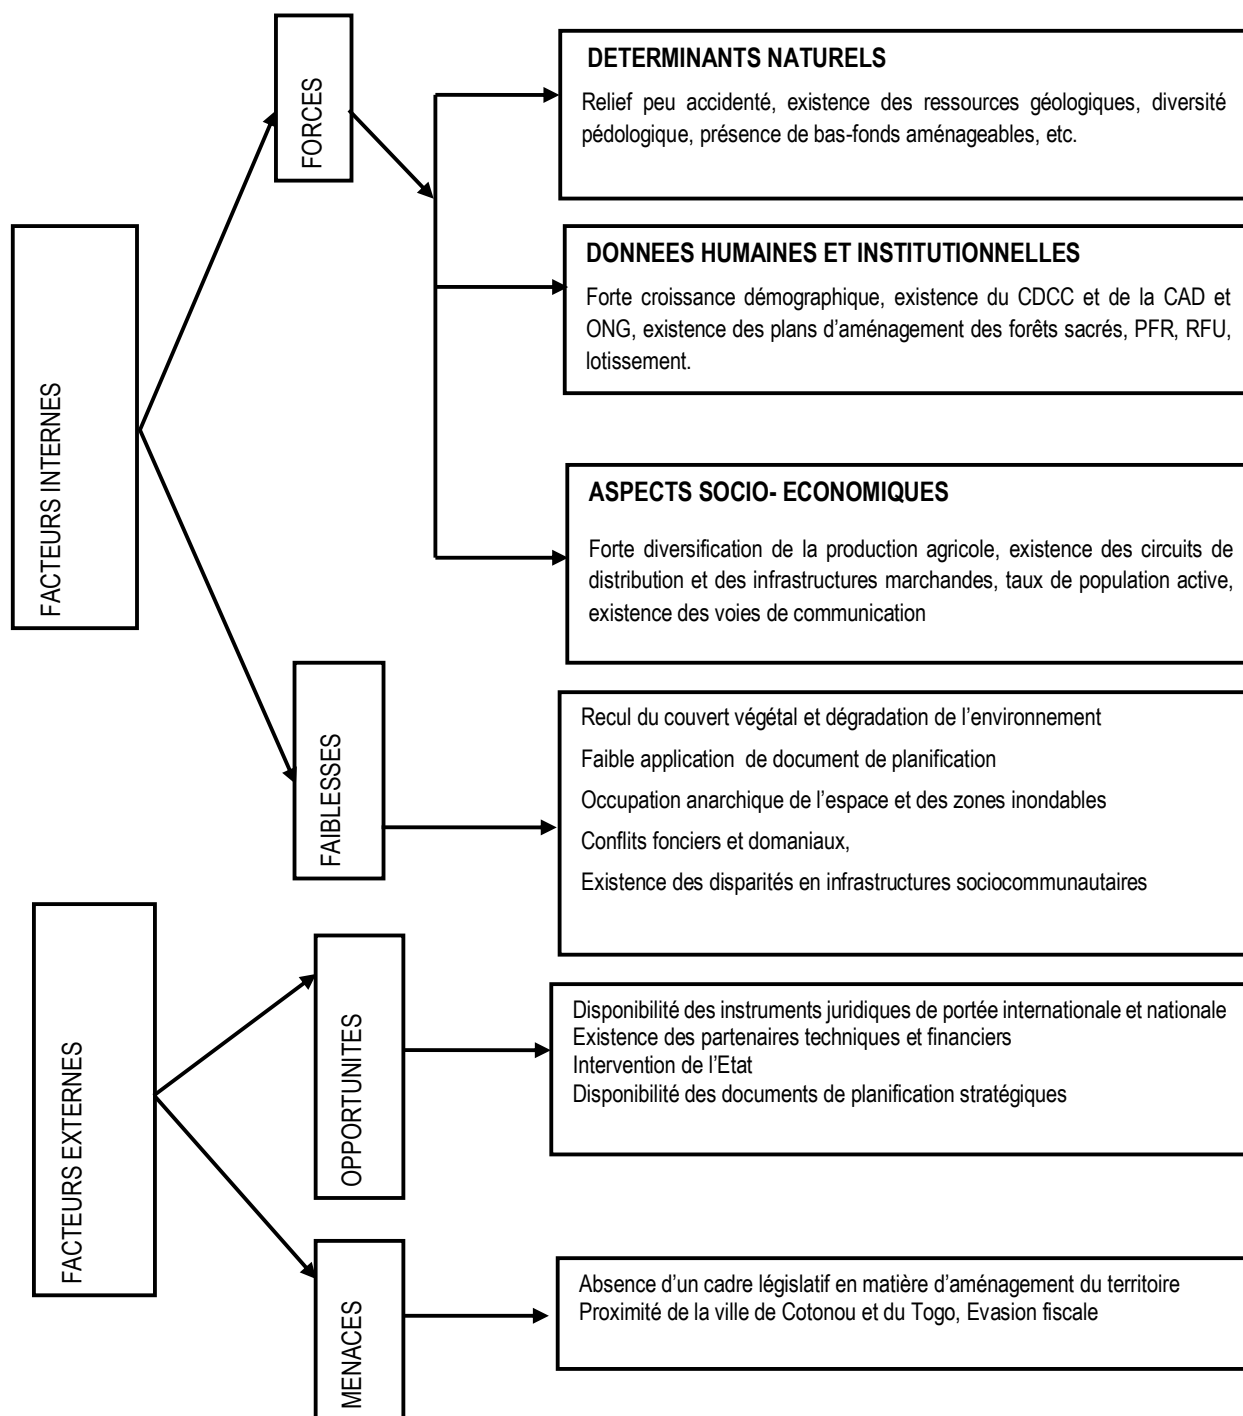 FACTEURS INTERNES
FORCES
DETERMINANTS NATURELS
Relief peu accidenté, existence des ressources géologiques, diversité
pédologique, présence de bas-fonds aménageables, etc.
DONNEES HUMAINES ET INSTITUTIONNELLES
Forte croissance démographique, existence du CDCC et de la CAD et
ONG, existence des plans d’aménagement des forêts sacrés, PFR, RFU,
lotissement.
ASPECTS SOCIO- ECONOMIQUES
Forte diversification de la production agricole, existence des circuits de
distribution et des infrastructures marchandes, taux de population active,
existence des voies de communication
FAIBLESSES
Recul du couvert végétal et dégradation de l’environnement
Faible application de document de planification
Occupation anarchique de l’espace et des zones inondables
Conflits fonciers et domaniaux,
Existence des disparités en infrastructures sociocommunautaires
FACTEURS EXTERNES
OPPORTUNITES
Disponibilité des instruments juridiques de portée internationale et nationale
Existence des partenaires techniques et financiers
Intervention de l’Etat
Disponibilité des documents de planification stratégiques
MENACES
Absence d’un cadre législatif en matière d’aménagement du territoire
Proximité de la ville de Cotonou et du Togo, Evasion fiscale